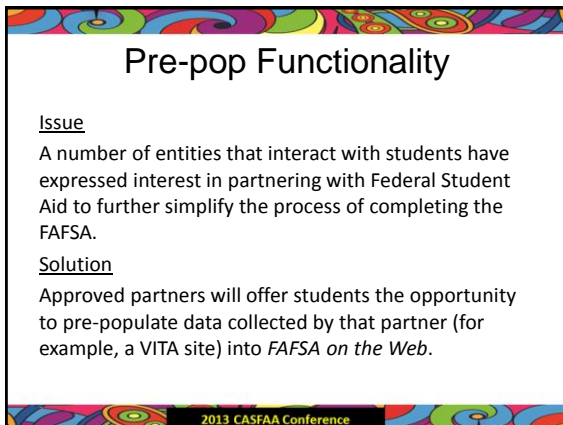 Pre-pop Functionality
Issue
A number of entities that interact with students have
expressed interest in partnering with Federal Student
Aid to further simplify the process of completing the
FAFSA.
Solution
Approved partners will offer students the opportunity
to pre-populate data collected by that partner (for
example, a VITA site) into FAFSA on the Web.
2013 CASFAA Conference